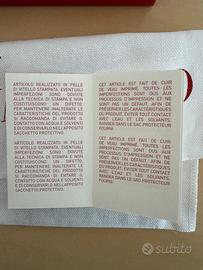 ARTICOLO REALIZZATO IN PELLE
DI VITELLO STAMPATA. EVENTUALI
IMPERFEZIONI SONO DOVUTE
ALLA TECNICA DI STAMPA E NON
COSTITUISCONO UN DIFETTO.
PER MANTENERE INALTERATE LE
CARATTERISTICHE DEL PRODOTTO
SI RACCOMANDA DI EVITARE IL
CONTATTO CON ACQUA E SOLVENTI
E DI CONSERVARLO NELL'APPOSITO
SACCHETTO PROTETTIVO.
ARTICOLO REALIZZATO IN PELLE
DI VITELLO STAMPATA. EVENTUALI
IMPERFEZIONI SONO DOVUTE
ALLA TECNICA DI STAMPA E NON
COSTITUISCONO UN DIFETTO.
PER MANTENERE INALTERATE LE
CARATTERISTICHE DEL PRODOTTO
SI RACCOMANDA DI EVITARE IL
CONTATTO CON ACQUA E SOLVENTI
E DI CONSERVARLO NELL'APPOSITO
SACCHETTO PROTETTIVO.
CET ARTICLE EST FAIT DE CUIR
DE VEAU IMPRIMÉ. TOUTES LES
IMPERFECTIONS SONT DUES AUX
PROCESSUS D'IMPRESSION ET NE
SONT PAS UN DÉFAUT. AFIN DE
PRÉSERVER L'ÉTAT D'ORIGINE DU
PRODUIT, ÉVITER TOUT CONTACT
AVEC L'EAU ET LES SOLVANTS.
RANGER DANS LE SAC PROTECTEUR
FOURNI
CET ARTICLE EST FAIT DE CUIR
DE VEAU IMPRIMÉ. TOUTES LES
IMPERFECTIONS SONT DUES AUX
PROCESSUS D'IMPRESSION ET NE
SONT PAS UN DÉFAUT. AFIN DE
PRÉSERVER L'ÉTAT D'ORIGINE DU
PRODUIT, ÉVITER TOUT CONTACT
AVEC L'EAU ET LES SOLVANTS.
RANGER DANS LE SAC PROTECTEUR
FOURNI
subito